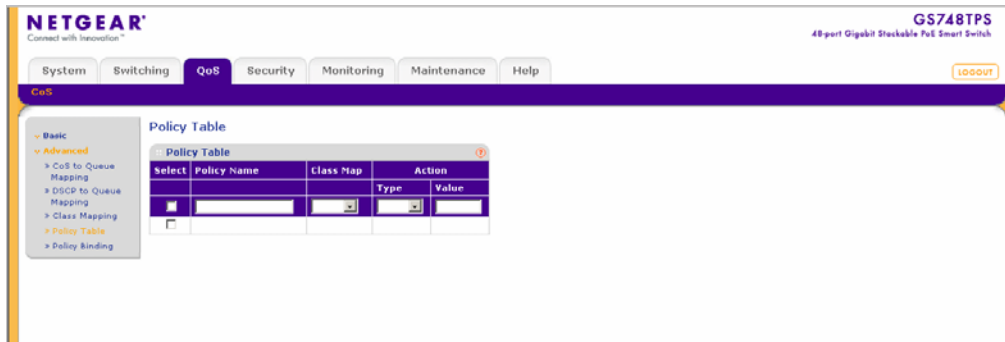 NETGEAR®
Connect with Innovation™
GS748TPS
48-port Gigabit Stackable PoE Smart Switch
System Switching QoS Security Monitoring Maintenance Help
LOGOUT
CoS
Basic
Advanced
» CoS to Queue
Mapping
» DSCP to Queue
Mapping
» Class Mapping
» Policy Table
» Policy Binding
Policy Table
Policy Table
Select Policy Name Class Map Action
Type Value